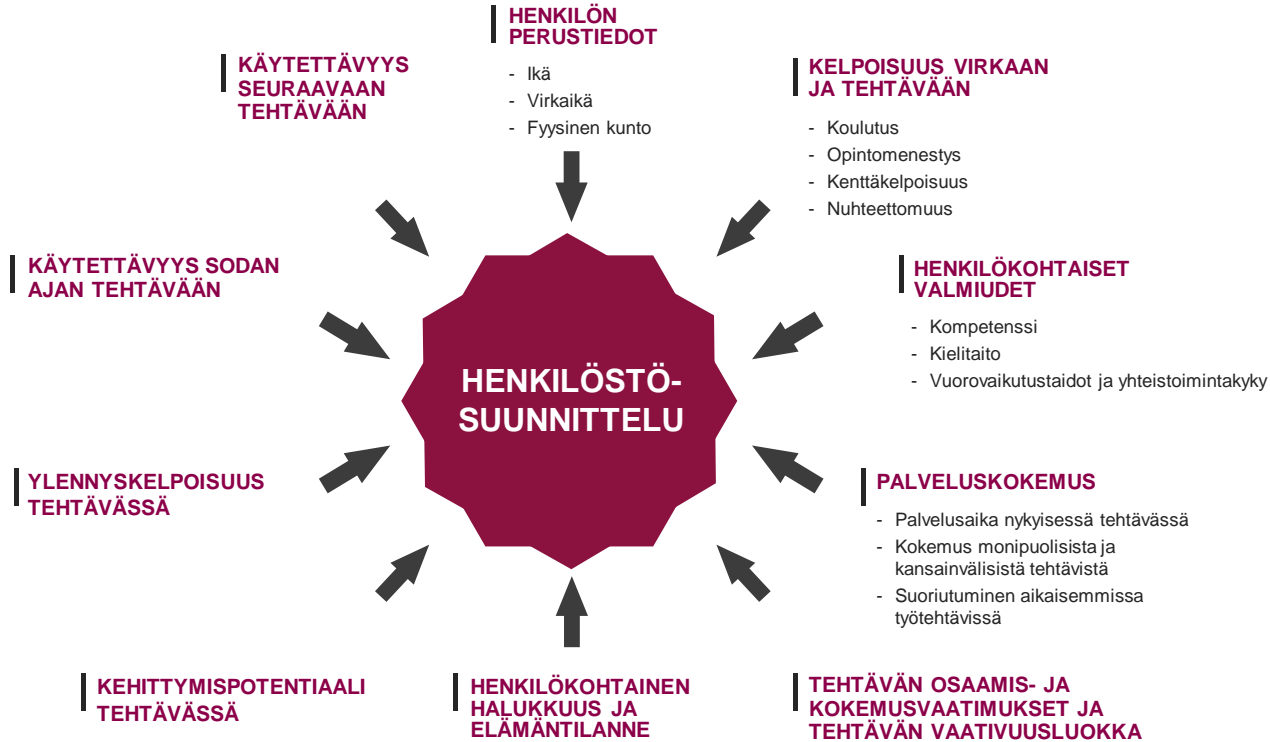 HENKILÖN
PERUSTIEDOT
- Ikä
- Virkaikä
- Fyysinen kunto
KELPOISUUS VIRKAAN
JA TEHTÄVÄÄN
- Koulutus
- Opintomenestys
- Kenttäkelpoisuus
- Nuhteettomuus
HENKILÖKOHTAISET
VALMIUDET
- Kompetenssi
- Kielitaito
- Vuorovaikutustaidot ja yhteistoimintakyky
PALVELUSKOKEMUS
- Palvelusaika nykyisessä tehtävässä
- Kokemus monipuolisista ja
kansainvälisistä tehtävistä
- Suoriutuminen aikaisemmissa
työtehtävissä
TEHTÄVÄN OSAAMIS- JA
KOKEMUSVAATIMUKSET JA
TEHTÄVÄN VAATIVUUSLUOKKA
HENKILÖKOHTAINEN
HALUKKUUS JA
ELÄMÄNTILANNE
KEHITTYMISPOTENTIAALI
TEHTÄVÄSSÄ
YLENNYSKELPOISUUS
TEHTÄVÄSSÄ
KÄYTETTÄVYYS SODAN
AJAN TEHTÄVÄÄN
KÄYTETTÄVYYS
SEURAAVAAN
TEHTÄVÄÄN
HENKILÖSTÖ-
SUUNNITTELU